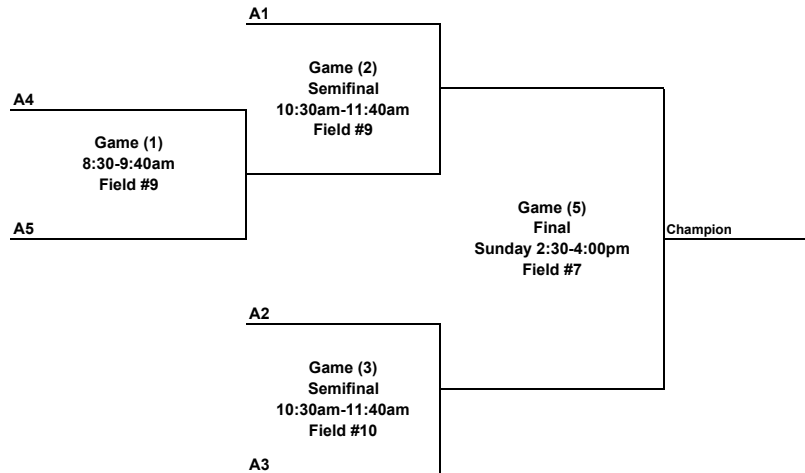 A1
Game (2)
Semifinal
10:30am-11:40am
Field #9
A4
Game (1)
8:30-9:40am
Field #9
A5
Game (5)
Final
Sunday 2:30-4:00pm
Field #7
Champion
A2
Game (3)
Semifinal
10:30am-11:40am
Field #10
A3